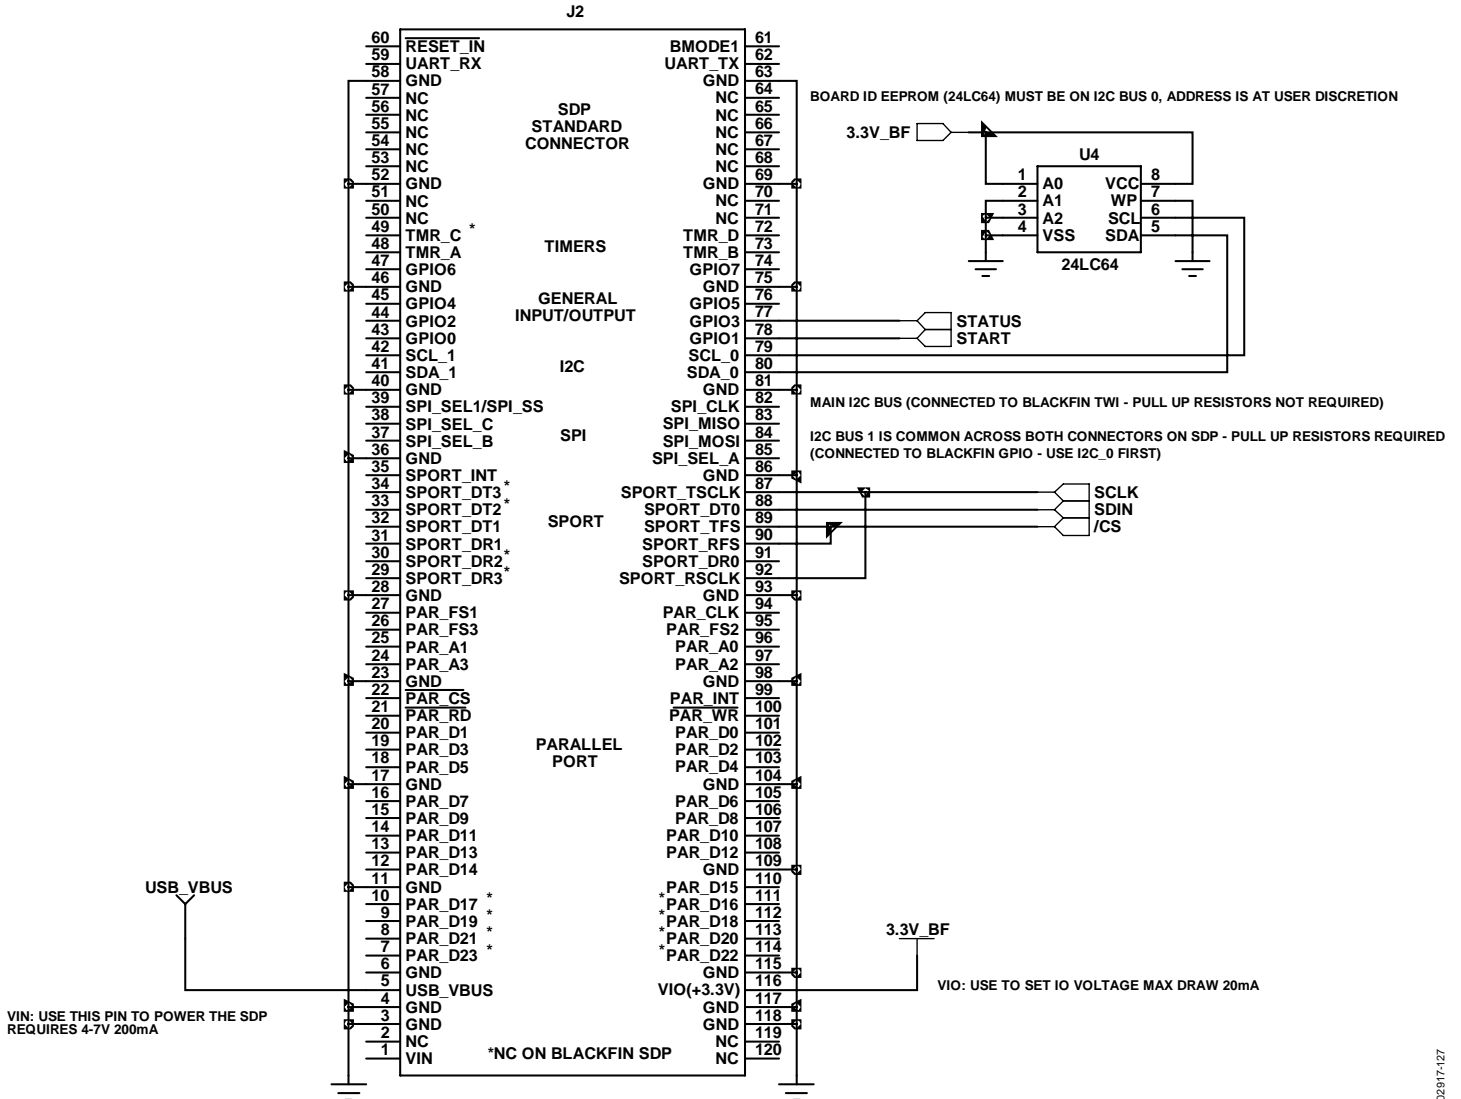 J2
60 RESET_IN BMODE1 61
59 UART_RX UART_TX 62
58 GND GND 63
57 NC NC 64
56 NC NC 65
55 NC NC 66
54 NC NC 67
53 NC NC 68
52 GND GND 69
51 NC NC 70
50 NC NC 71
49 TMR_C * TMR_D 72
48 TMR_A TMR_B 73
47 GPIO6 GPIO7 74
46 GND GND 75
45 GPIO4 GPIO5 76
44 GPIO2 GPIO3 77
43 GPIO0 GPIO1 78
42 SCL_1 SCL_0 79
41 SDA_1 SDA_0 80
40 GND GND 81
39 SPI_SEL1/SPI_SS SPI_CLK 82
38 SPI_SEL_C SPI_MISO 83
37 SPI_SEL_B SPI_MOSI 84
36 GND SPI_SEL_A 85
35 SPORT_INT GND 86
34 SPORT_DT3 * SPORT_TSCLK 87
33 SPORT_DT2 * SPORT_DT0 88
32 SPORT_DT1 SPORT_TFS 89
31 SPORT_DR1 SPORT_RFS 90
30 SPORT_DR2 * SPORT_DR0 91
29 SPORT_DR3 * SPORT_RSCLK 92
28 GND GND 93
27 PAR_FS1 PAR_CLK 94
26 PAR_FS3 PAR_FS2 95
25 PAR_A1 PAR_A0 96
24 PAR_A3 PAR_A2 97
23 GND GND 98
22 PAR_CS PAR_INT 99
21 PAR_RD PAR_WR 100
20 PAR_D1 PAR_D0 101
19 PAR_D3 PAR_D2 102
18 PAR_D5 PAR_D4 103
17 GND GND 104
16 PAR_D7 PAR_D6 105
15 PAR_D9 PAR_D8 106
14 PAR_D11 PAR_D10 107
13 PAR_D13 PAR_D12 108
12 PAR_D14 GND 109
11 GND PAR_D15 110
10 PAR_D17 * * PAR_D16 111
9 PAR_D19 * * PAR_D18 112
8 PAR_D21 * * PAR_D20 113
7 PAR_D23 * * PAR_D22 114
6 GND GND 115
5 USB_VBUS VIO(+3.3V) 116
4 GND GND 117
3 GND GND 118
2 NC NC 119
1 VIN NC 120
SDP
STANDARD
CONNECTOR
TIMERS
GENERAL
INPUT/OUTPUT
I2C
SPI
SPORT
PARALLEL
PORT
*NC ON BLACKFIN SDP
USB_VBUS
VIN: USE THIS PIN TO POWER THE SDP
REQUIRES 4-7V 200mA
BOARD ID EEPROM (24LC64) MUST BE ON I2C BUS 0, ADDRESS IS AT USER DISCRETION
3.3V_BF
U4
1 A0 VCC 8
2 A1 WP 7
3 A2 SCL 6
4 VSS SDA 5
24LC64
STATUS
START
MAIN I2C BUS (CONNECTED TO BLACKFIN TWI - PULL UP RESISTORS NOT REQUIRED)
I2C BUS 1 IS COMMON ACROSS BOTH CONNECTORS ON SDP - PULL UP RESISTORS REQUIRED
(CONNECTED TO BLACKFIN GPIO - USE I2C_0 FIRST)
SCLK
SDIN
/CS
3.3V_BF
VIO: USE TO SET IO VOLTAGE MAX DRAW 20mA
02917-127